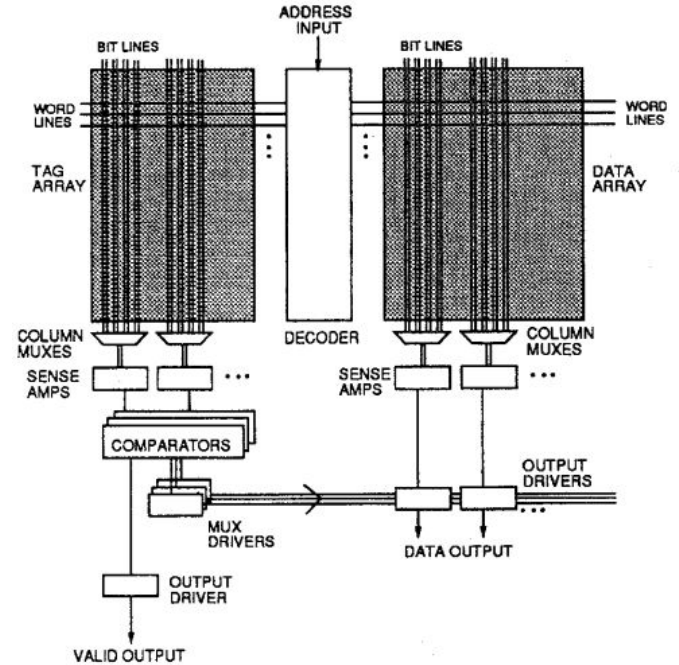 ADDRESS
INPUT
BIT LINES
BIT LINES
WORD
LINES
WORD
LINES
TAG
ARRAY
DATA
ARRAY
DECODER
COLUMN
MUXES
COLUMN
MUXES
SENSE
AMPS
SENSE
AMPS
COMPARATORS
OUTPUT
DRIVERS
MUX
DRIVERS
DATA OUTPUT
OUTPUT
DRIVER
VALID OUTPUT